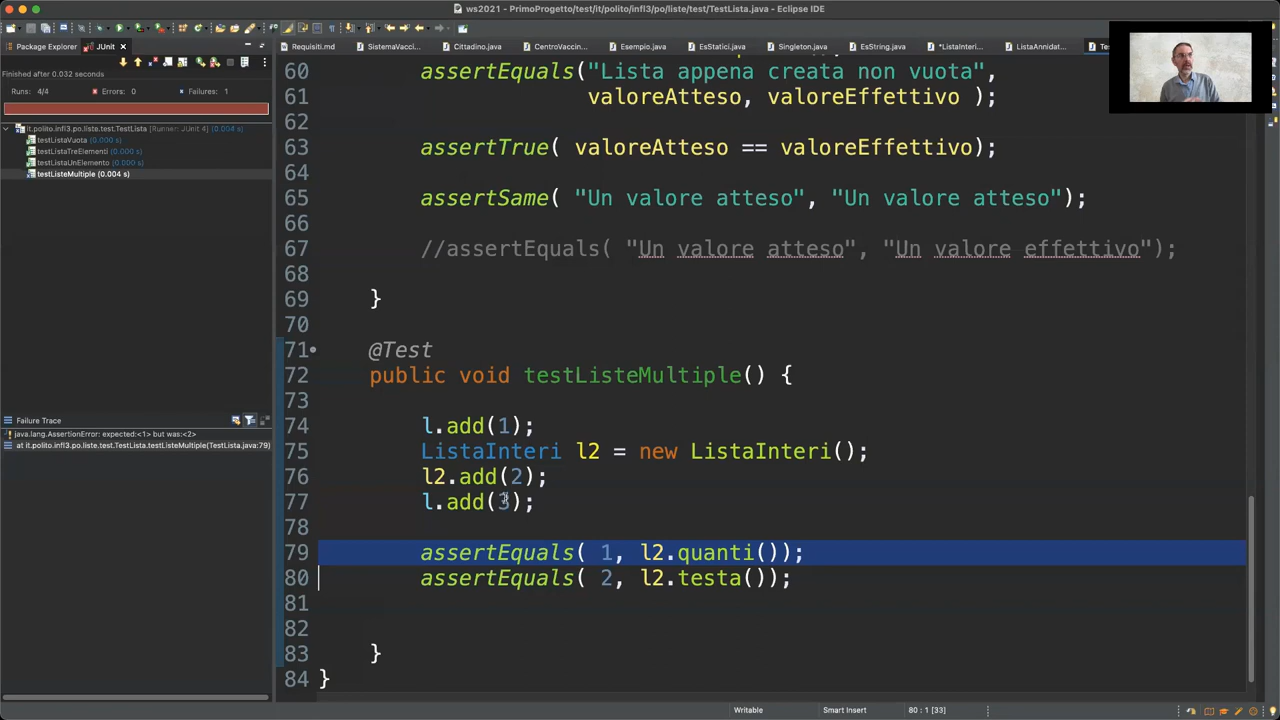 ws2021 - PrimoProgetto/test/it/polito/infl3/po/liste/test/TestLista.java - Eclipse IDE
Package Explorer
JUnit
Requisiti.md
SistemaVacci...
Cittadino.java
CentroVaccin...
Esempio.java
EsStatici.java
Singleton.java
EsString.java
*ListaInteri...
ListaAnnidat...
Finished after 0.032 seconds
Runs: 4/4
Errors: 0
Failures: 1
it.polito.infl3.po.liste.test.TestLista [Runner: JUnit 4] (0.004 s)
testListaVuota (0.000 s)
testListaTreElementi (0.000 s)
testListaUnElemento (0.000 s)
testListeMultiple (0.004 s)
Failure Trace
java.lang.AssertionError: expected:<1> but was:<2>
at it.polito.infl3.po.liste.test.TestLista.testListeMultiple(TestLista.java:79)
60 assertEquals("Lista appena creata non vuota",
61 valoreAtteso, valoreEffettivo );
62
63 assertTrue( valoreAtteso == valoreEffettivo);
64
65 assertSame( "Un valore atteso", "Un valore atteso");
66
67 //assertEquals( "Un valore atteso", "Un valore effettivo");
68
69 }
70
71 @Test
72 public void testListeMultiple() {
73
74 l.add(1);
75 ListaInteri l2 = new ListaInteri();
76 l2.add(2);
77 l.add(3);
78
79 assertEquals( 1, l2.quanti());
80 assertEquals( 2, l2.testa());
81
82
83 }
84 }
Writable
Smart Insert
80 : 1 [33]